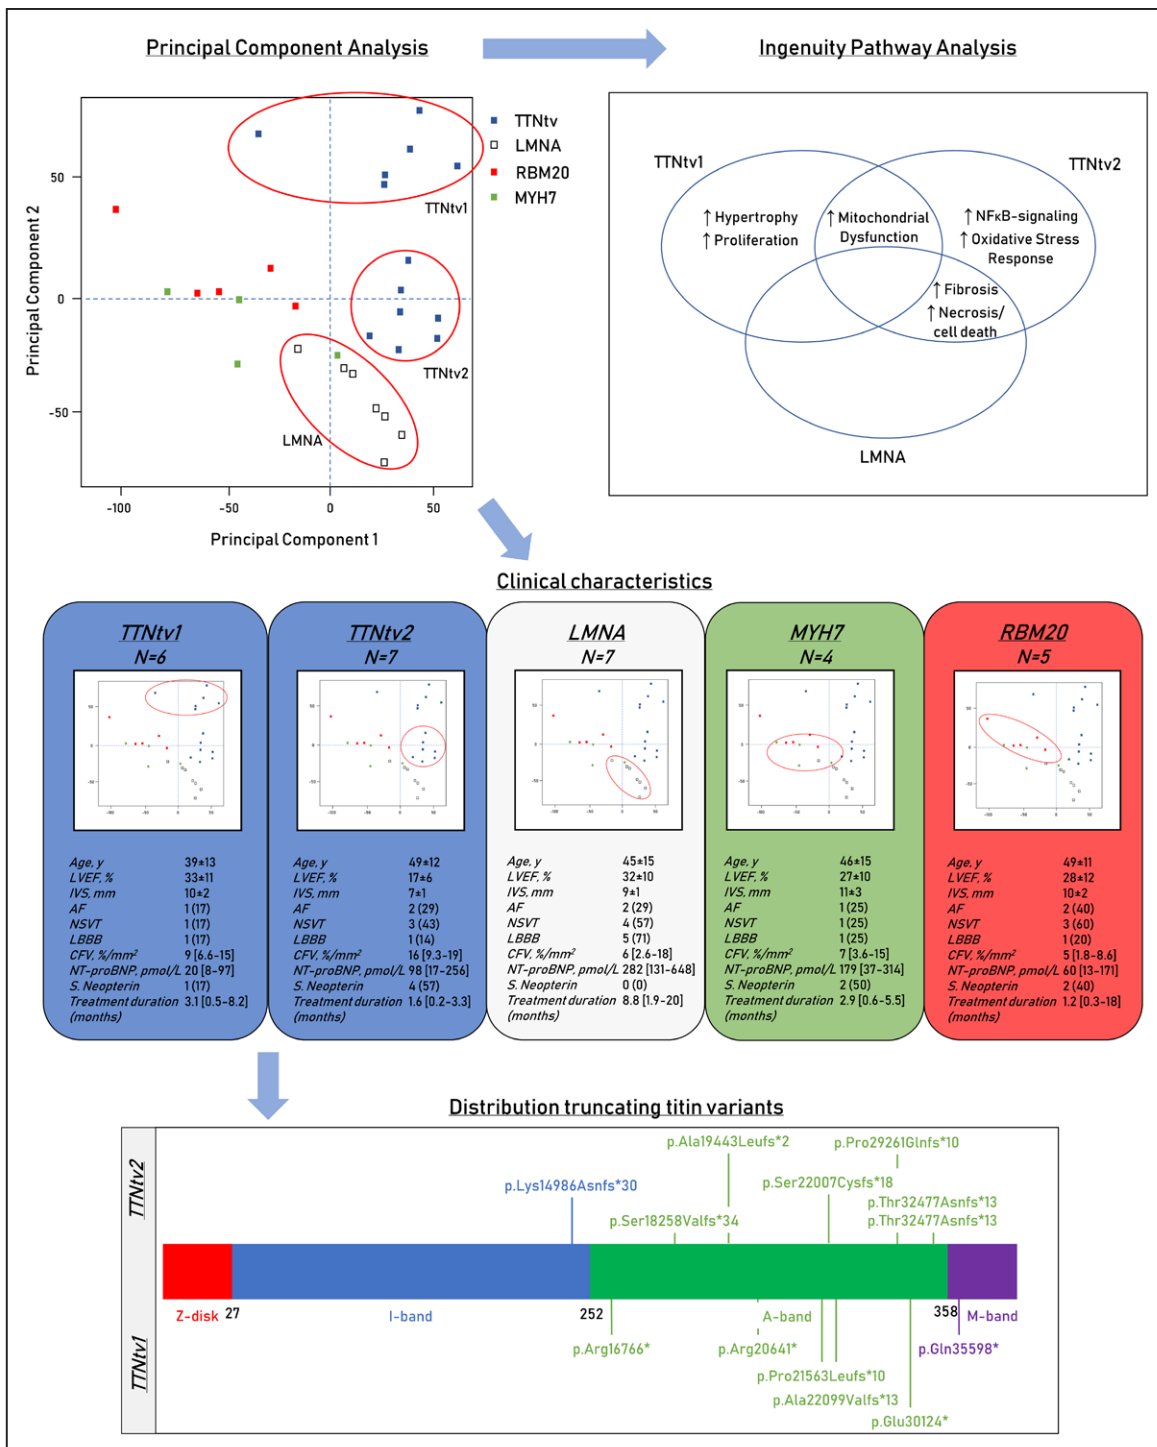 Principal Component Analysis
Ingenuity Pathway Analysis
TTNtv
LMNA
RBM20
MYH7
50
0
-50
-100
-50
0
50
Principal Component 2
Principal Component 1
TTNtv1
TTNtv2
LMNA
TTNtv1
TTNtv2
↑ Hypertrophy
↑ Proliferation
↑ Mitochondrial
Dysfunction
↑ NFκB-signaling
↑ Oxidative Stress
Response
↑ Fibrosis
↑ Necrosis/
cell death
LMNA
Clinical characteristics
TTNtv1
N=6
Age, y 39±13
LVEF, % 33±11
IVS, mm 10±2
AF 1 (17)
NSVT 1 (17)
LBBB 1 (17)
CFV, %/mm² 9 [6.6-15]
NT-proBNP, pmol/L 20 [8-97]
S. Neopterin 1 (17)
Treatment duration 3.1 [0.5-8.2]
(months)
TTNtv2
N=7
Age, y 49±12
LVEF, % 17±6
IVS, mm 7±1
AF 2 (29)
NSVT 3 (43)
LBBB 1 (14)
CFV, %/mm² 16 [9.3-19]
NT-proBNP, pmol/L 98 [17-256]
S. Neopterin 4 (57)
Treatment duration 1.6 [0.2-3.3]
(months)
LMNA
N=7
Age, y 45±15
LVEF, % 32±10
IVS, mm 9±1
AF 2 (29)
NSVT 4 (57)
LBBB 5 (71)
CFV, %/mm² 6 [2.6-18]
NT-proBNP, pmol/L 282 [131-648]
S. Neopterin 0 (0)
Treatment duration 8.8 [1.9-20]
(months)
MYH7
N=4
Age, y 46±15
LVEF, % 27±10
IVS, mm 11±3
AF 1 (25)
NSVT 1 (25)
LBBB 1 (25)
CFV, %/mm² 7 [3.6-15]
NT-proBNP, pmol/L 179 [37-314]
S. Neopterin 2 (50)
Treatment duration 2.9 [0.6-5.5]
(months)
RBM20
N=5
Age, y 49±11
LVEF, % 28±12
IVS, mm 10±2
AF 2 (40)
NSVT 3 (60)
LBBB 1 (20)
CFV, %/mm² 5 [1.8-8.6]
NT-proBNP, pmol/L 60 [13-171]
S. Neopterin 2 (40)
Treatment duration 1.2 [0.3-18]
(months)
Distribution truncating titin variants
TTNtv2
TTNtv1
p.Ala19443Leufs*2
p.Pro29261Glnfs*10
p.Lys14986Asnfs*30
p.Ser22007Cysfs*18
p.Ser18258Valfs*34
p.Thr32477Asnfs*13
p.Thr32477Asnfs*13
Z-disk 27 I-band 252 A-band 358 M-band
p.Arg16766*
p.Arg20641*
p.Gln35598*
p.Pro21563Leufs*10
p.Ala22099Valfs*13
p.Glu30124*